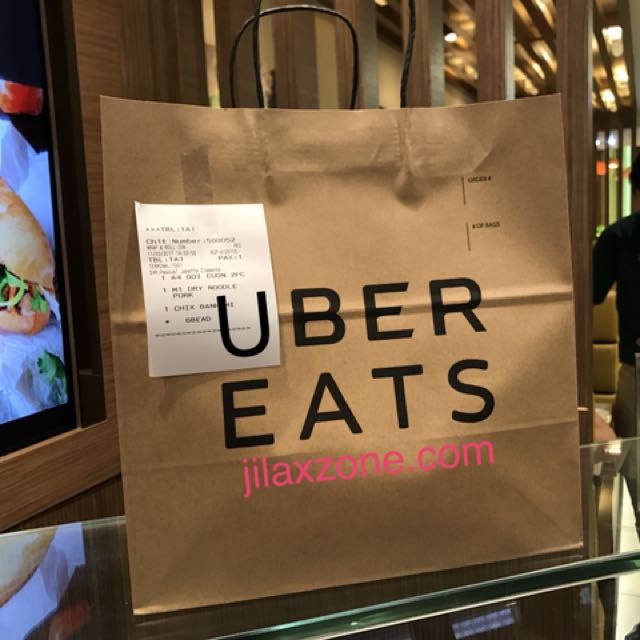 >>>TBL:TA1
Chit Number:500052
TBL:TA1 PAX:1
1 A4 GOI CUON 2PC
1 M1 DRY NOODLE
PORK
1 CHIX BANH MI
* 6BEAD
ORDER #
# OF BAGS
UBER
EATS
jilaxzone.com